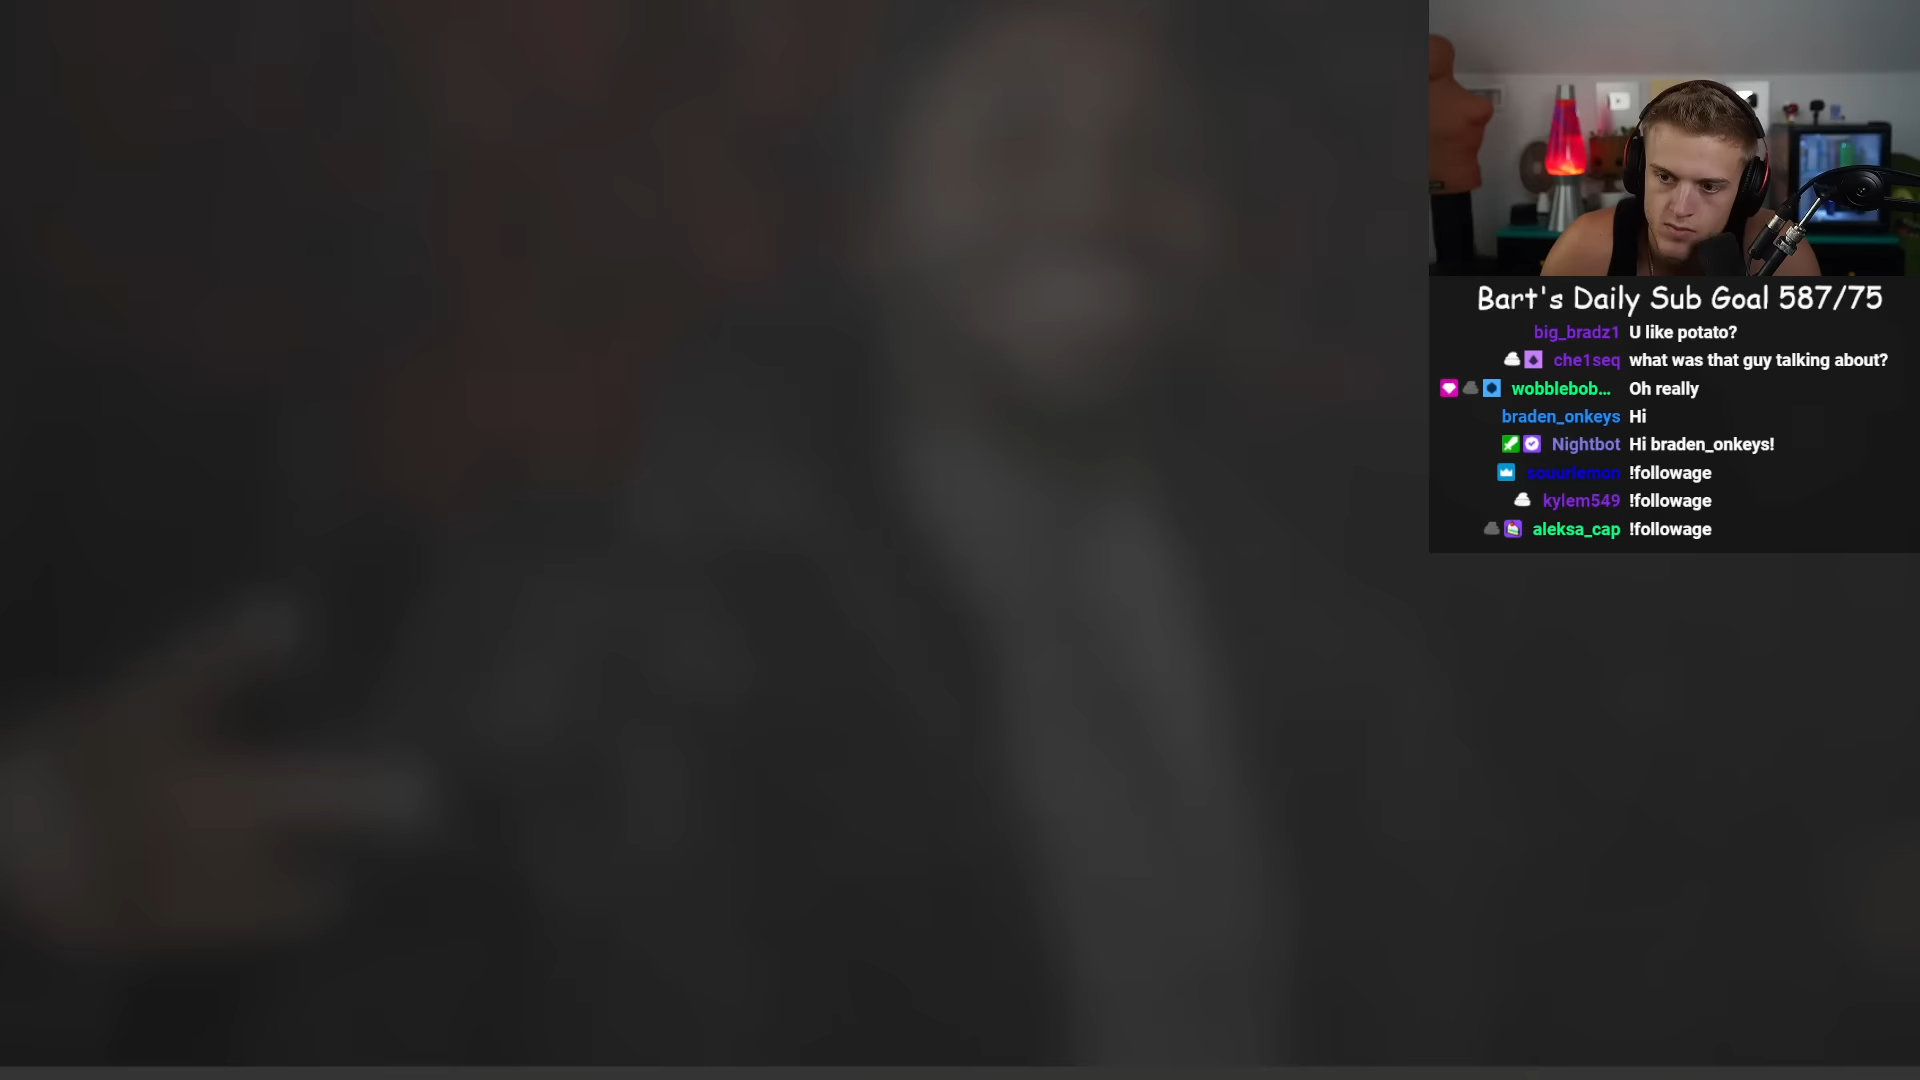 Bart's Daily Sub Goal 587/75
big_bradz1 U like potato?
che1seq what was that guy talking about?
wobblebob... Oh really
braden_onkeys Hi
Nightbot Hi braden_onkeys!
souurlemon !followage
kylem549 !followage
aleksa_cap !followage